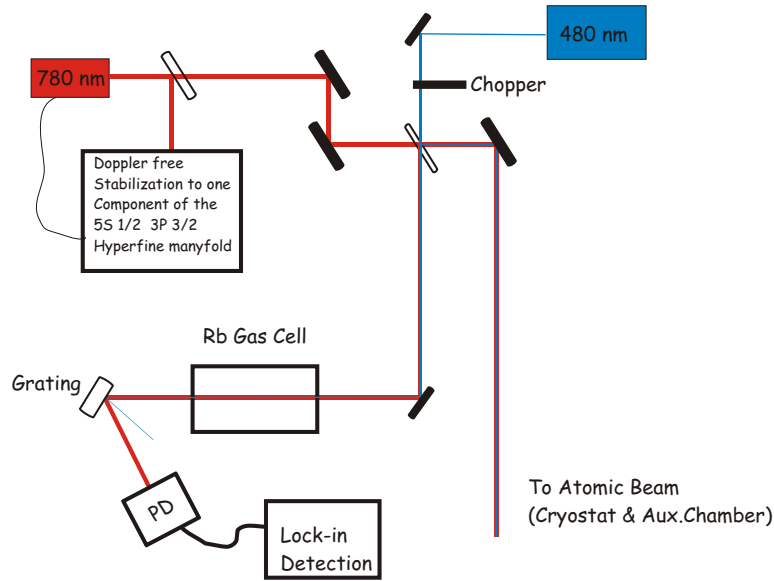 780 nm
480 nm
Chopper
Doppler free
Stabilization to one
Component of the
5S 1/2 3P 3/2
Hyperfine manyfold
Rb Gas Cell
Grating
PD
Lock-in
Detection
To Atomic Beam
(Cryostat & Aux.Chamber)